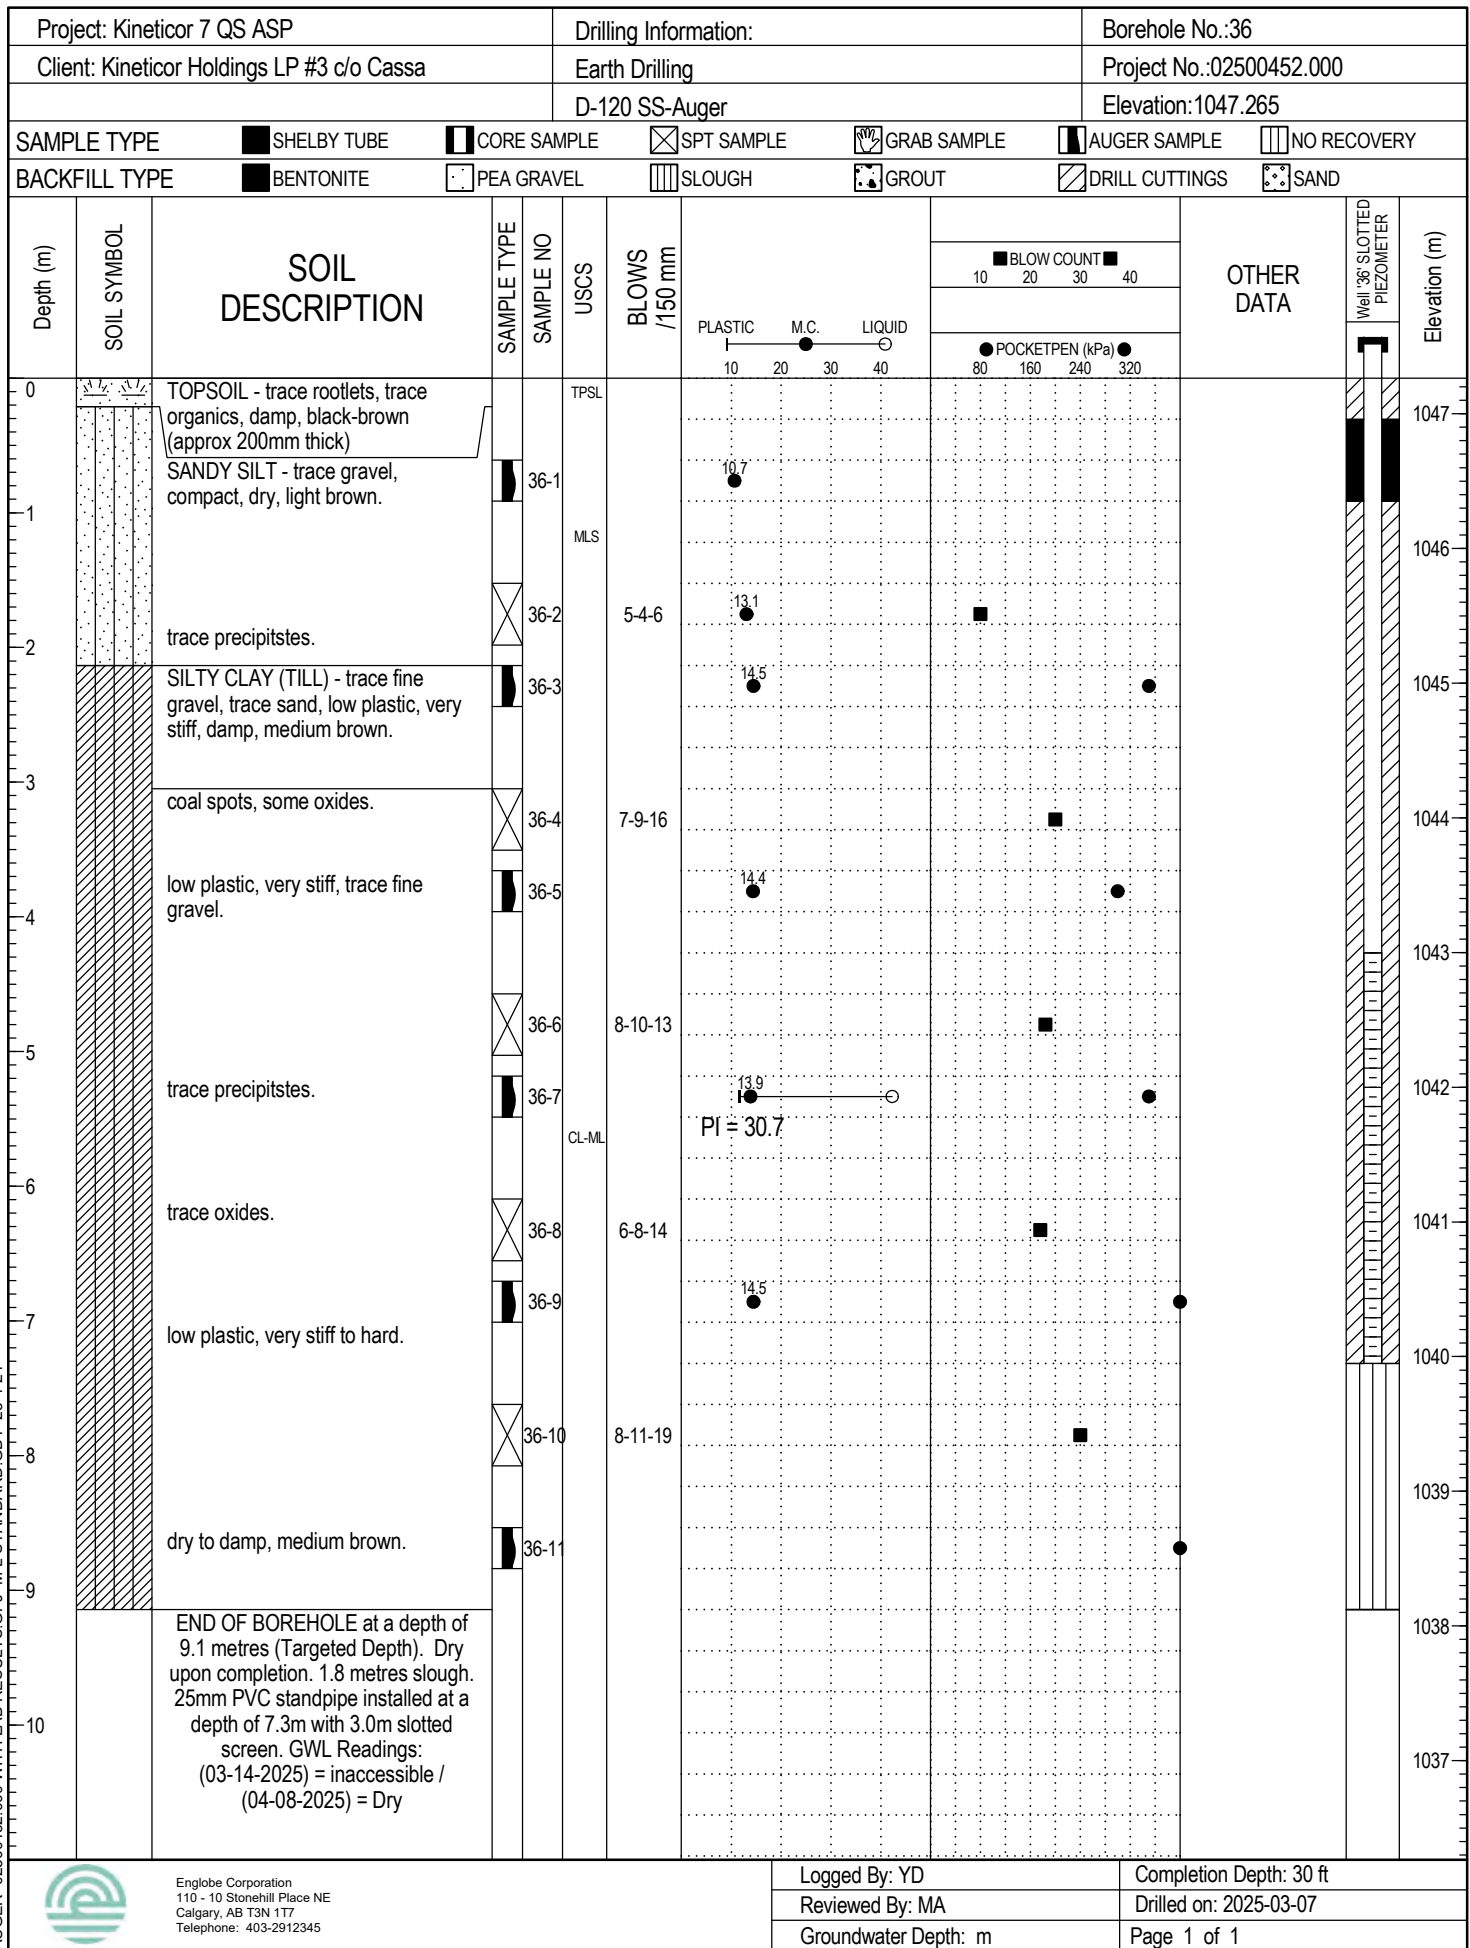 Project: Kineticor 7 QS ASP
Drilling Information:
Borehole No.:36
Client: Kineticor Holdings LP #3 c/o Cassa
Earth Drilling
Project No.:02500452.000
D-120 SS-Auger
Elevation:1047.265
SAMPLE TYPE SHELBY TUBE CORE SAMPLE SPT SAMPLE GRAB SAMPLE AUGER SAMPLE NO RECOVERY
BACKFILL TYPE BENTONITE PEA GRAVEL SLOUGH GROUT DRILL CUTTINGS SAND
Depth (m)
SOIL SYMBOL
SOIL
DESCRIPTION
SAMPLE TYPE
SAMPLE NO
USCS
BLOWS
/150 mm
PLASTIC M.C. LIQUID
10 20 30 40
BLOW COUNT
10 20 30 40
POCKETPEN (kPa)
80 160 240 320
OTHER
DATA
Well '36' SLOTTED
PIEZOMETER
Elevation (m)
0
TOPSOIL - trace rootlets, trace
organics, damp, black-brown
(approx 200mm thick)
TPSL
1047
SANDY SILT - trace gravel,
compact, dry, light brown.
36-1
10.7
1
MLS
1046
36-2
5-4-6
13.1
trace precipitstes.
2
SILTY CLAY (TILL) - trace fine
gravel, trace sand, low plastic, very
stiff, damp, medium brown.
36-3
14.5
1045
3
coal spots, some oxides.
36-4
7-9-16
1044
low plastic, very stiff, trace fine
gravel.
36-5
14.4
4
1043
36-6
8-10-13
5
trace precipitstes.
36-7
13.9
PI = 30.7
1042
CL-ML
6
trace oxides.
36-8
6-8-14
1041
36-9
14.5
7
low plastic, very stiff to hard.
1040
36-10
8-11-19
8
1039
dry to damp, medium brown.
36-11
9
END OF BOREHOLE at a depth of
9.1 metres (Targeted Depth). Dry
upon completion. 1.8 metres slough.
25mm PVC standpipe installed at a
depth of 7.3m with 3.0m slotted
screen. GWL Readings:
(03-14-2025) = inaccessible /
(04-08-2025) = Dry
1038
10
1037
Englobe Corporation
110 - 10 Stonehill Place NE
Calgary, AB T3N 1T7
Telephone: 403-2912345
Logged By: YD
Completion Depth: 30 ft
Reviewed By: MA
Drilled on: 2025-03-07
Groundwater Depth: m
Page 1 of 1